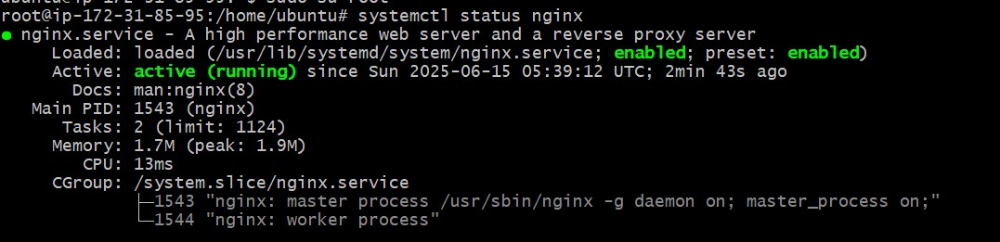 ubuntu@ip-172-31-85-95:~$ sudo su root
root@ip-172-31-85-95:/home/ubuntu# systemctl status nginx
● nginx.service - A high performance web server and a reverse proxy server
Loaded: loaded (/usr/lib/systemd/system/nginx.service; enabled; preset: enabled)
Active: active (running) since Sun 2025-06-15 05:39:12 UTC; 2min 43s ago
Docs: man:nginx(8)
Main PID: 1543 (nginx)
Tasks: 2 (limit: 1124)
Memory: 1.7M (peak: 1.9M)
CPU: 13ms
CGroup: /system.slice/nginx.service
├─1543 "nginx: master process /usr/sbin/nginx -g daemon on; master_process on;"
└─1544 "nginx: worker process"